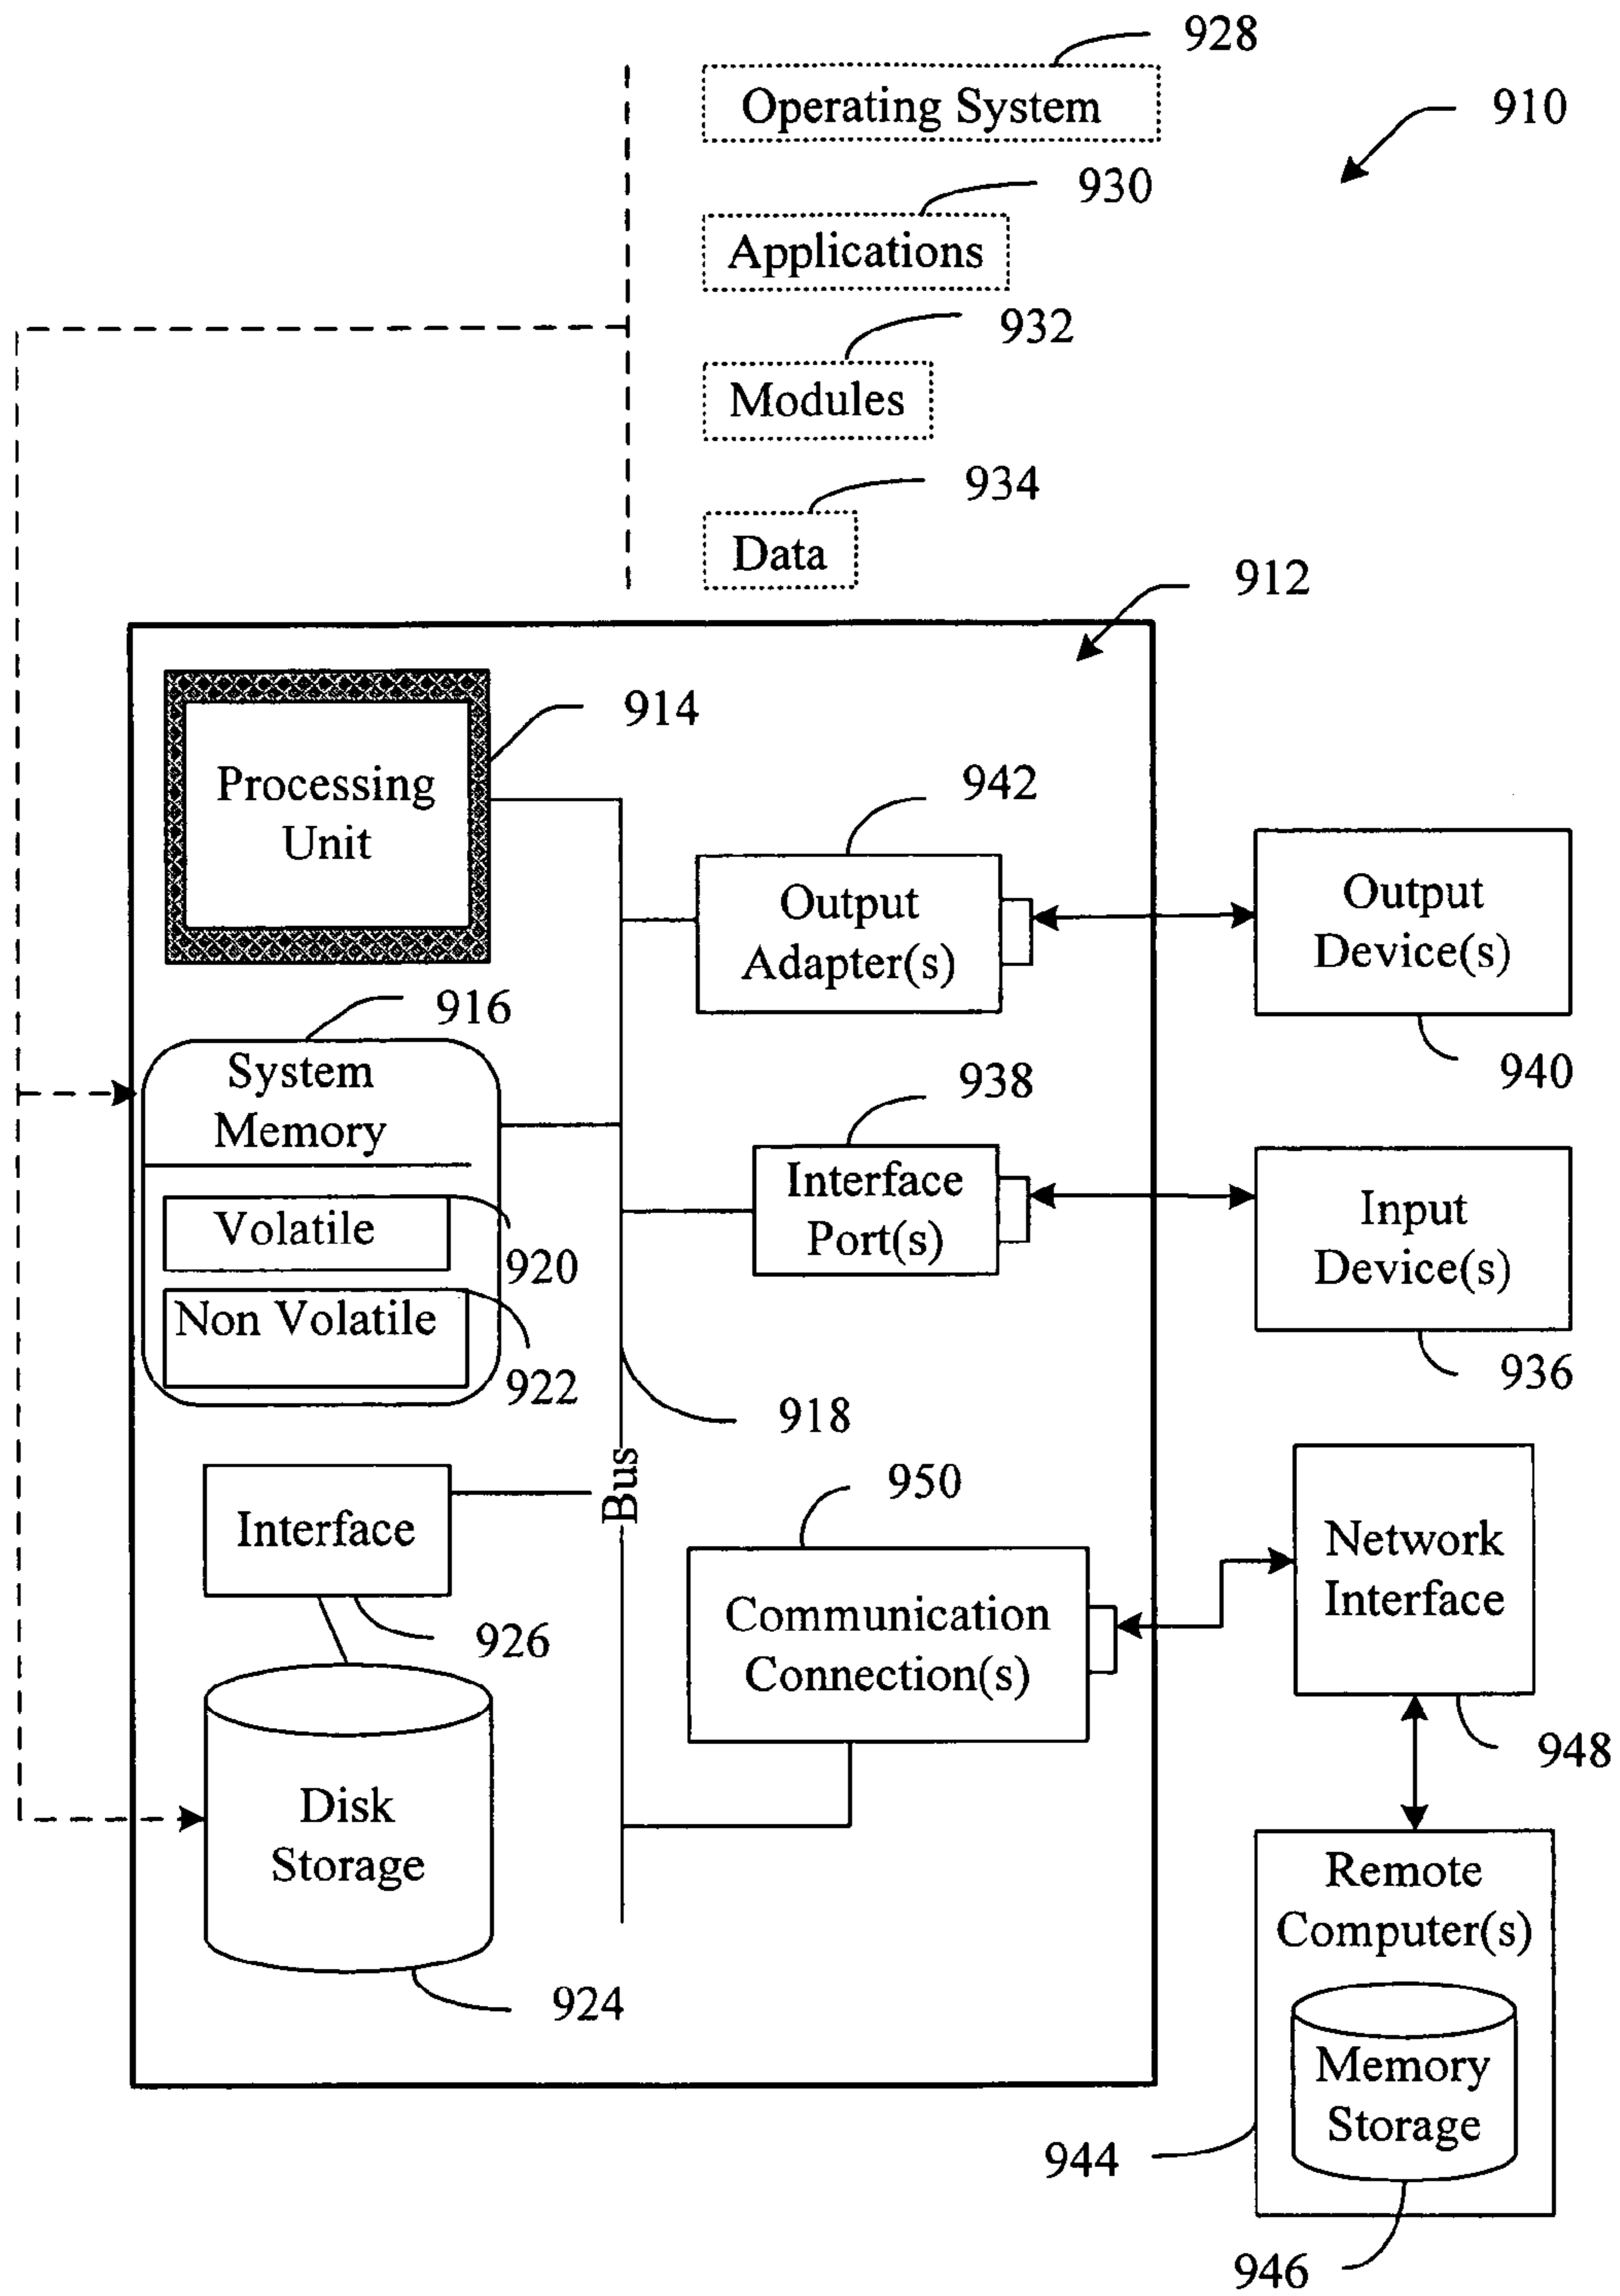 928
Operating System
910
930
Applications
932
Modules
934
Data
912
914
Processing
Unit
942
Output
Adapter(s)
Output
Device(s)
940
916
System
Memory
938
Interface
Port(s)
Input
Device(s)
936
Volatile
920
Non Volatile
922
918
Bus
Interface
926
950
Communication
Connection(s)
Network
Interface
948
Disk
Storage
924
Remote
Computer(s)
Memory
Storage
944
946